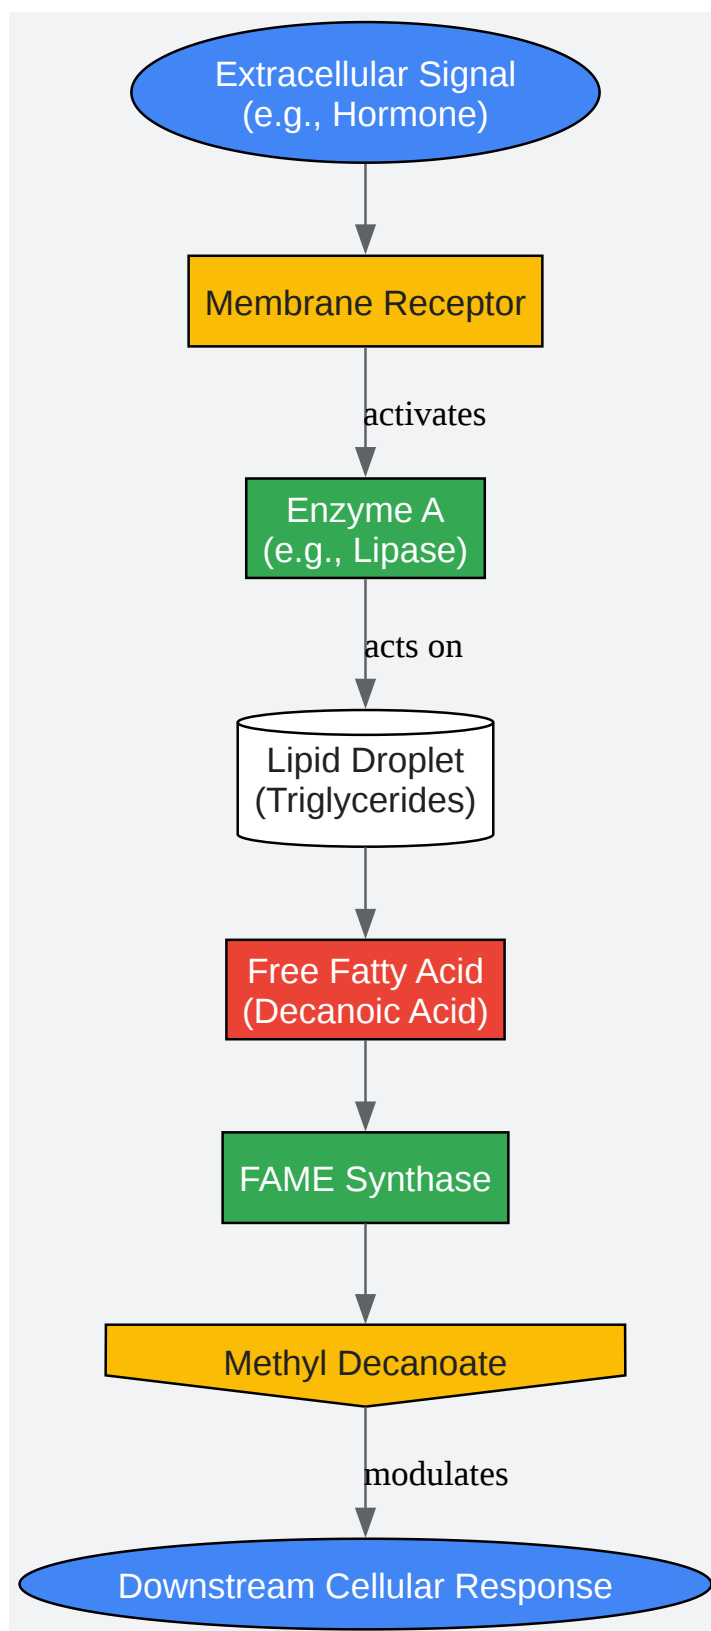 Extracellular Signal
(e.g., Hormone)
Membrane Receptor
activates
Enzyme A
(e.g., Lipase)
acts on
Lipid Droplet
(Triglycerides)
Free Fatty Acid
(Decanoic Acid)
FAME Synthase
Methyl Decanoate
modulates
Downstream Cellular Response